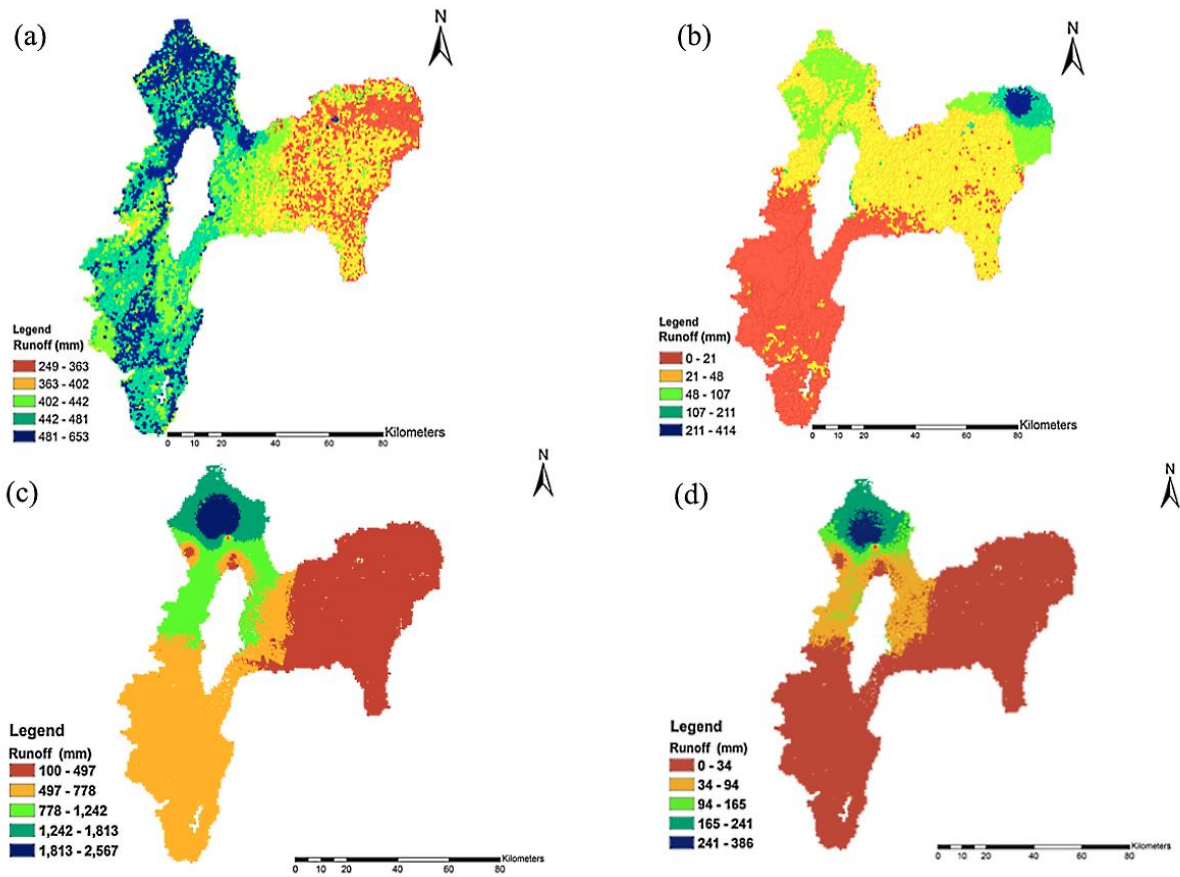 (a)
N
Legend
Runoff (mm)
249 - 363
363 - 402
402 - 442
442 - 481
481 - 653
0 10 20 40 60 80 Kilometers
(b)
N
Legend
Runoff (mm)
0 - 21
21 - 48
48 - 107
107 - 211
211 - 414
0 10 20 40 60 80 Kilometers
(c)
N
Legend
Runoff (mm)
100 - 497
497 - 778
778 - 1,242
1,242 - 1,813
1,813 - 2,567
0 10 20 40 60 80 Kilometers
(d)
N
Legend
Runoff (mm)
0 - 34
34 - 94
94 - 165
165 - 241
241 - 386
0 10 20 40 60 80 Kilometers